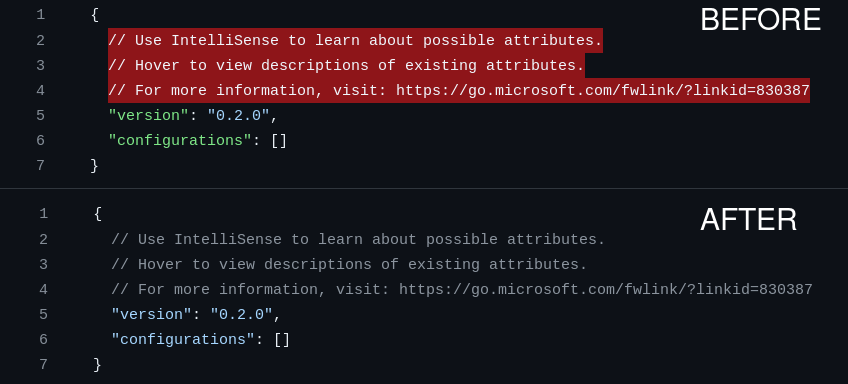 BEFORE
1 {
2 // Use IntelliSense to learn about possible attributes.
3 // Hover to view descriptions of existing attributes.
4 // For more information, visit: https://go.microsoft.com/fwlink/?linkid=830387
5 "version": "0.2.0",
6 "configurations": []
7 }
AFTER
1 {
2 // Use IntelliSense to learn about possible attributes.
3 // Hover to view descriptions of existing attributes.
4 // For more information, visit: https://go.microsoft.com/fwlink/?linkid=830387
5 "version": "0.2.0",
6 "configurations": []
7 }